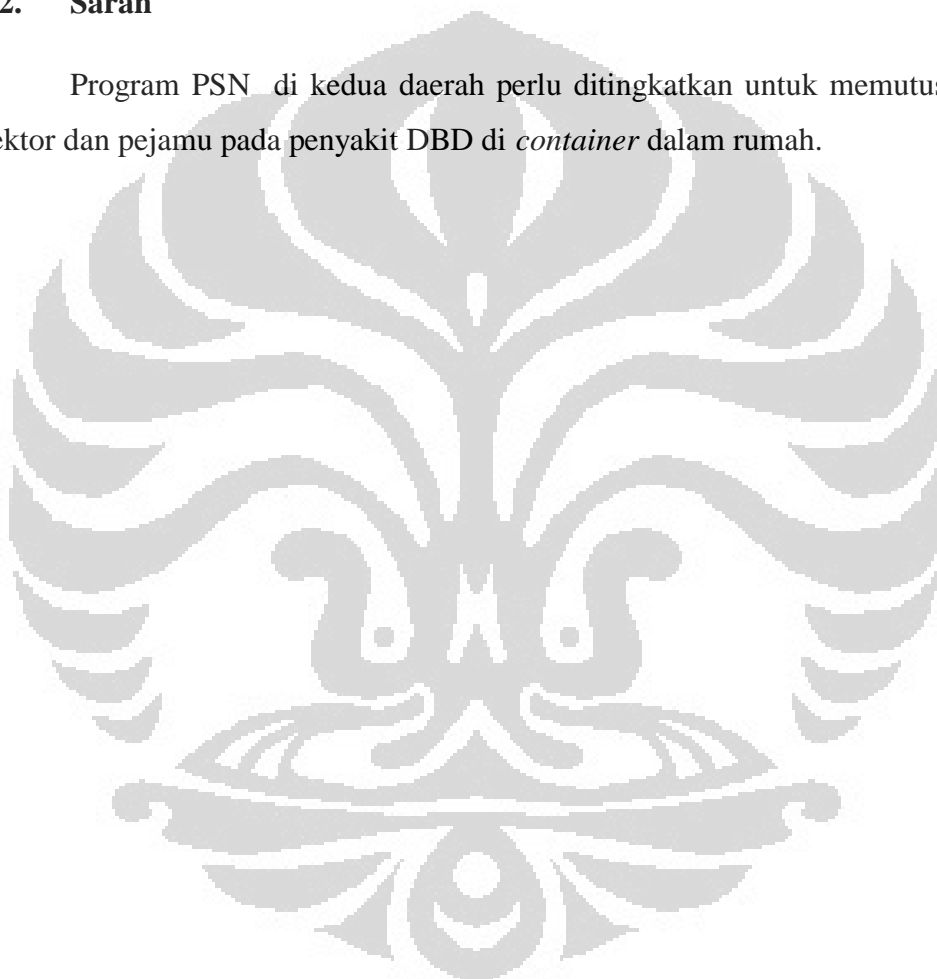 2. Saran
Program PSN di kedua daerah perlu ditingkatkan untuk memutus
ektor dan pejamu pada penyakit DBD di container dalam rumah.